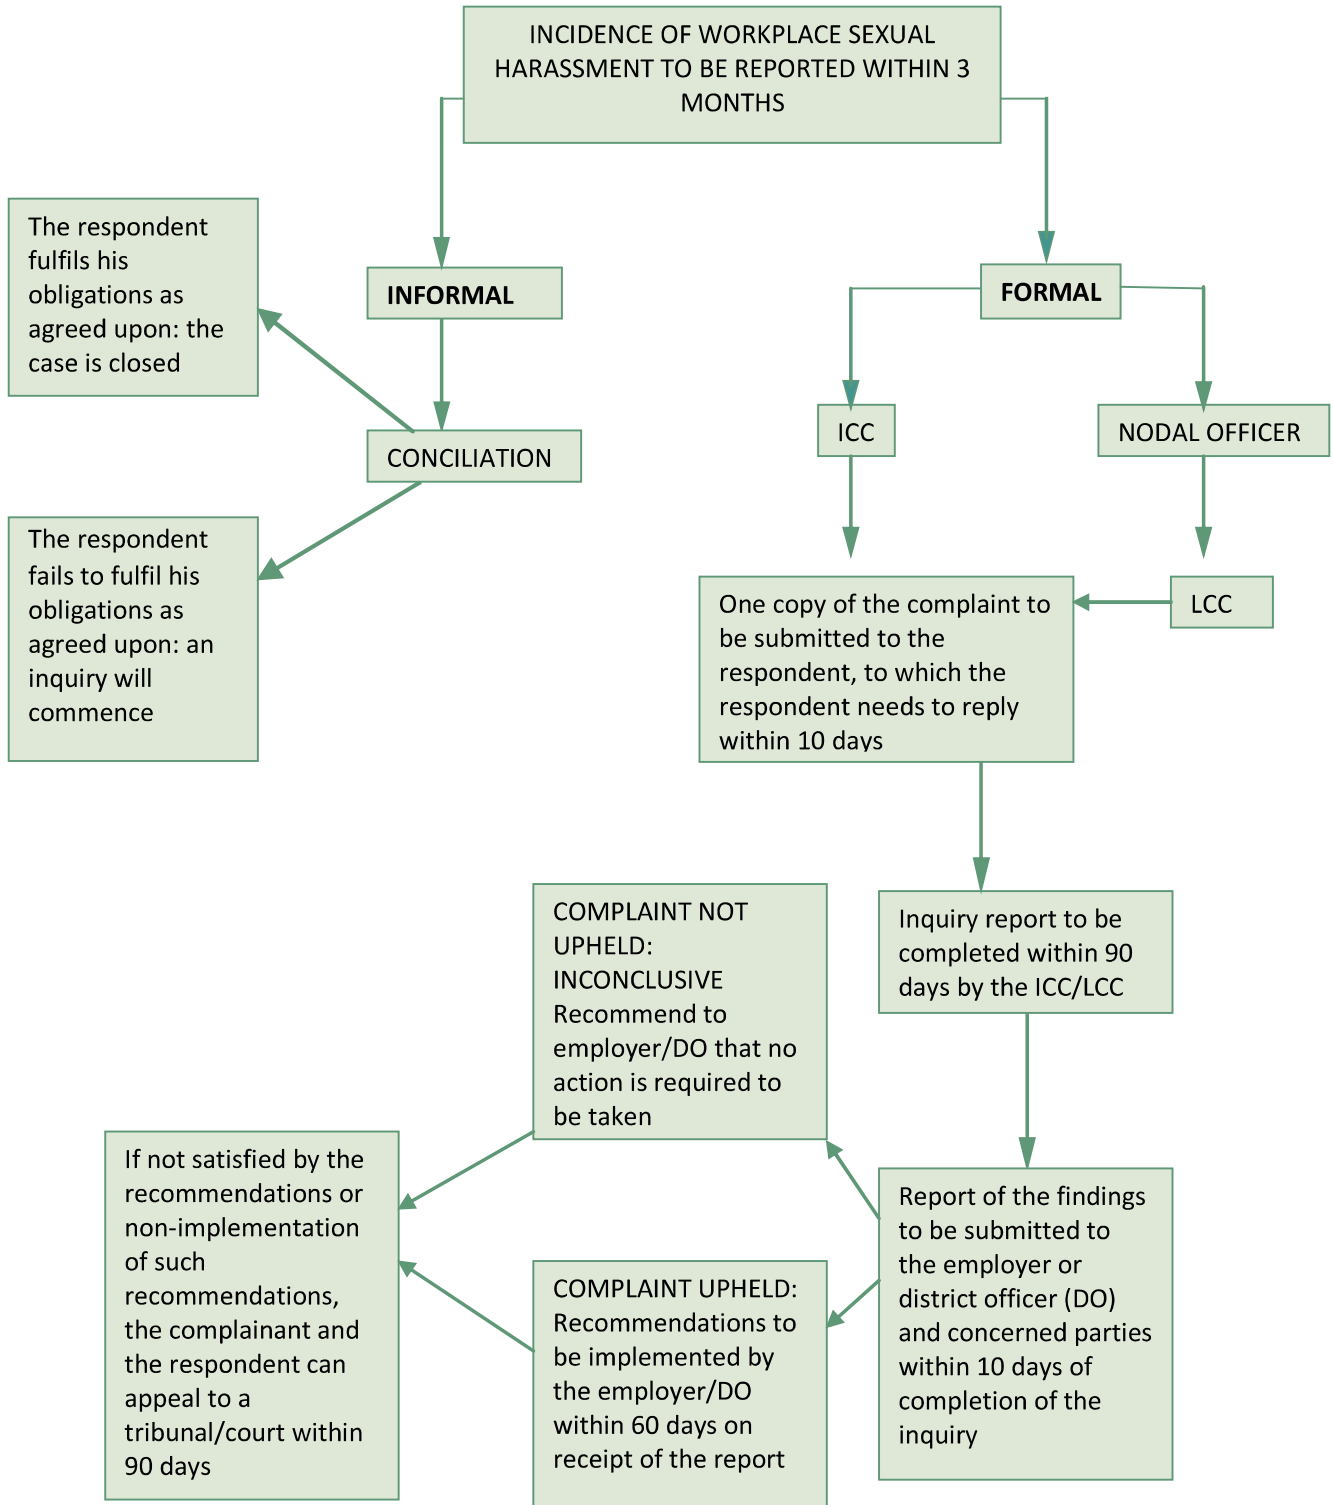 INCIDENCE OF WORKPLACE SEXUAL
HARASSMENT TO BE REPORTED WITHIN 3
MONTHS
The respondent
fulfils his
obligations as
agreed upon: the
case is closed
INFORMAL
FORMAL
ICC
NODAL OFFICER
CONCILIATION
The respondent
fails to fulfil his
obligations as
agreed upon: an
inquiry will
commence
One copy of the complaint to
be submitted to the
respondent, to which the
respondent needs to reply
within 10 days
LCC
COMPLAINT NOT
UPHELD:
INCONCLUSIVE
Recommend to
employer/DO that no
action is required to
be taken
Inquiry report to be
completed within 90
days by the ICC/LCC
If not satisfied by the
recommendations or
non-implementation
of such
recommendations,
the complainant and
the respondent can
appeal to a
tribunal/court within
90 days
COMPLAINT UPHELD:
Recommendations to
be implemented by
the employer/DO
within 60 days on
receipt of the report
Report of the findings
to be submitted to
the employer or
district officer (DO)
and concerned parties
within 10 days of
completion of the
inquiry